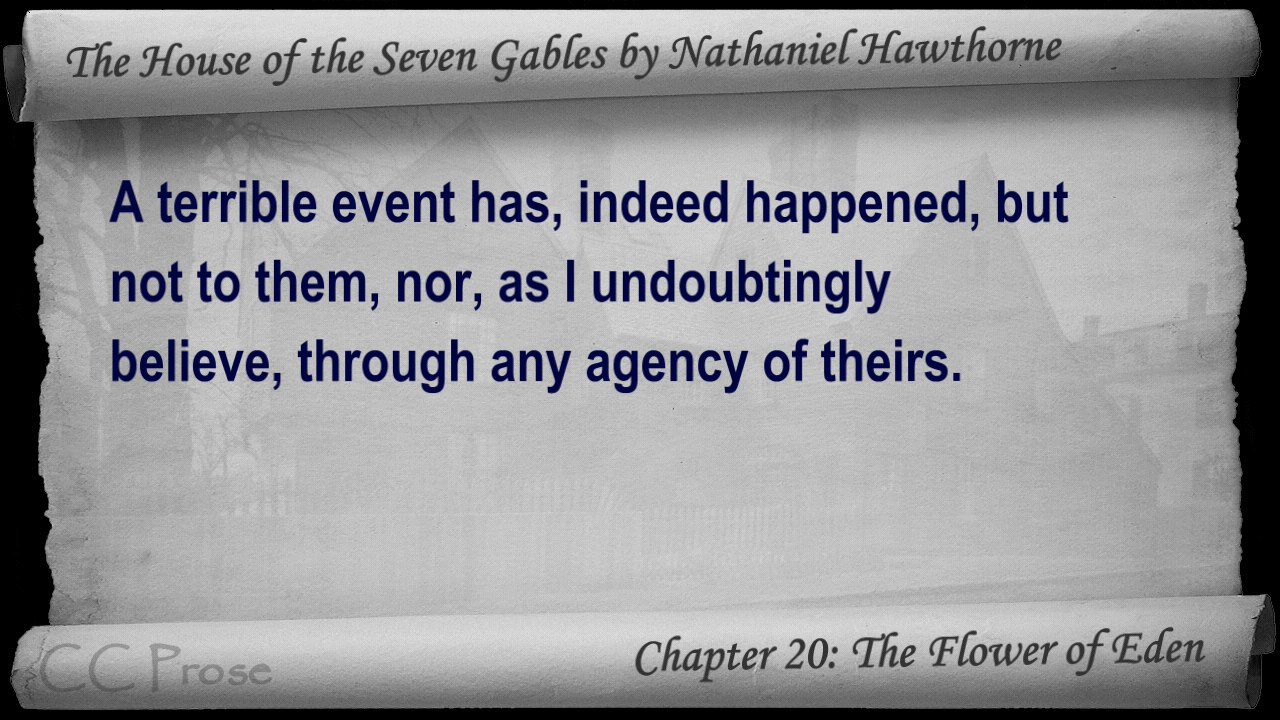 The House of the Seven Gables by Nathaniel Hawthorne
A terrible event has, indeed happened, but
not to them, nor, as I undoubtingly
believe, through any agency of theirs.
CC Prose
Chapter 20: The Flower of Eden